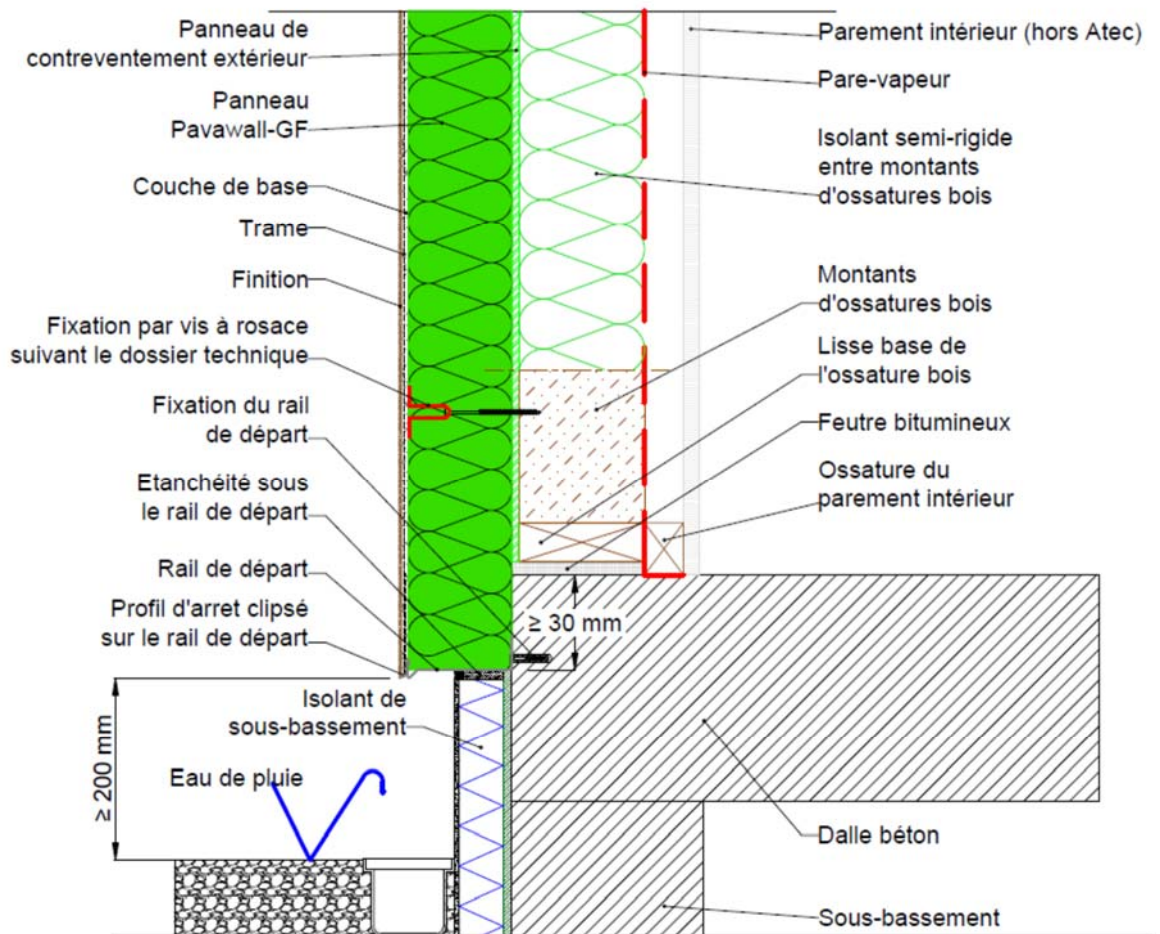 Panneau de
contreventement extérieur
Panneau
Pavawall-GF
Couche de base
Trame
Finition
Fixation par vis à rosace
suivant le dossier technique
Fixation du rail
de départ
Etanchéité sous
le rail de départ
Rail de départ
Profil d'arret clipsé
sur le rail de départ
Isolant de
sous-bassement
≥ 200 mm
Eau de pluie
≥ 30 mm
Parement intérieur (hors Atec)
Pare-vapeur
Isolant semi-rigide
entre montants
d'ossatures bois
Montants
d'ossatures bois
Lisse base de
l'ossature bois
Feutre bitumineux
Ossature du
parement intérieur
Dalle béton
Sous-bassement